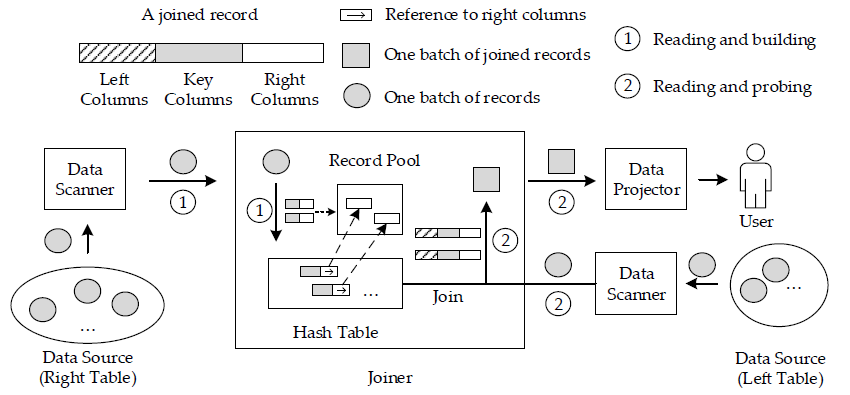 A joined record
Left
Columns
Key
Columns
Right
Columns
Reference to right columns
One batch of joined records
One batch of records
1 Reading and building
2 Reading and probing
Data
Scanner
1
Record Pool
1
2
Join
...
Hash Table
Joiner
2
Data
Projector
User
2
Data
Scanner
...
Data Source
(Right Table)
...
Data Source
(Left Table)